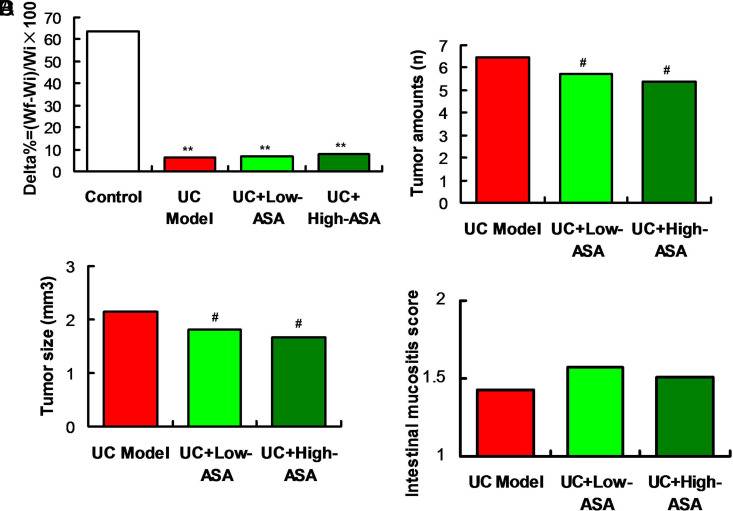 Delta%=(Wf-Wi)/Wi×100
70
60
50
40
30
20
10
0
**
**
**
Control
UC
Model
UC+Low-
ASA
UC+
High-ASA
Tumor amounts (n)
7
6
5
4
3
2
1
0
#
#
UC Model
UC+Low-
ASA
UC+High-
ASA
Tumor size (mm3)
3
2
1
0
#
#
UC Model
UC+Low-
ASA
UC+High-
ASA
Intestinal mucositis score
2
1.5
1
UC Model
UC+Low-
ASA
UC+High-
ASA